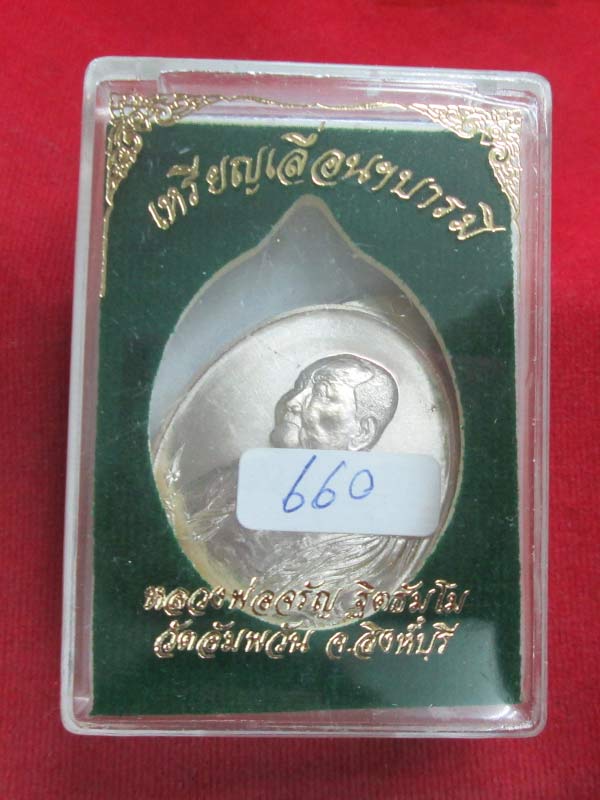 เหรียญเลื่อนฯบารมี
660
หลวงพ่อจรัญ ฐิตธัมโม
วัดอัมพวัน จ.สิงห์บุรี